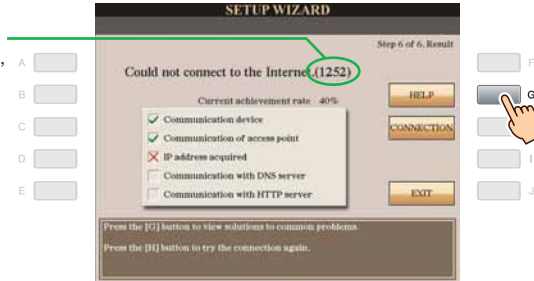 SETUP WIZARD
Step 6 of 6. Result
,
Could not connect to the Internet.(1252)
Current achievement rate 40%
Communication device
Communication of access point
IP address acquired
Communication with DNS server
Communication with HTTP server
HELP
CONNECTION
EXIT
Press the [G] button to view solutions to common problems.
Press the [H] button to try the connection again.
A
B
C
D
E
F
G
I
J